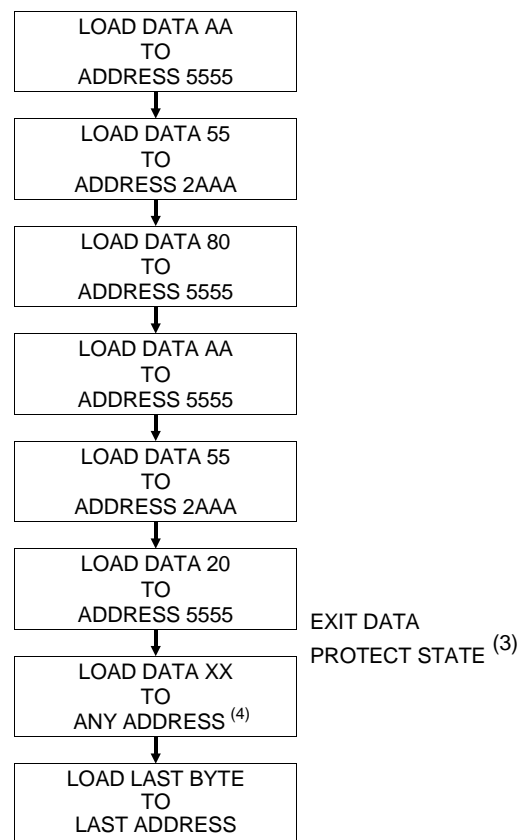 LOAD DATA AA
TO
ADDRESS 5555
LOAD DATA 55
TO
ADDRESS 2AAA
LOAD DATA 80
TO
ADDRESS 5555
LOAD DATA AA
TO
ADDRESS 5555
LOAD DATA 55
TO
ADDRESS 2AAA
LOAD DATA 20
TO
ADDRESS 5555
EXIT DATA
PROTECT STATE (3)
LOAD DATA XX
TO
ANY ADDRESS (4)
LOAD LAST BYTE
TO
LAST ADDRESS